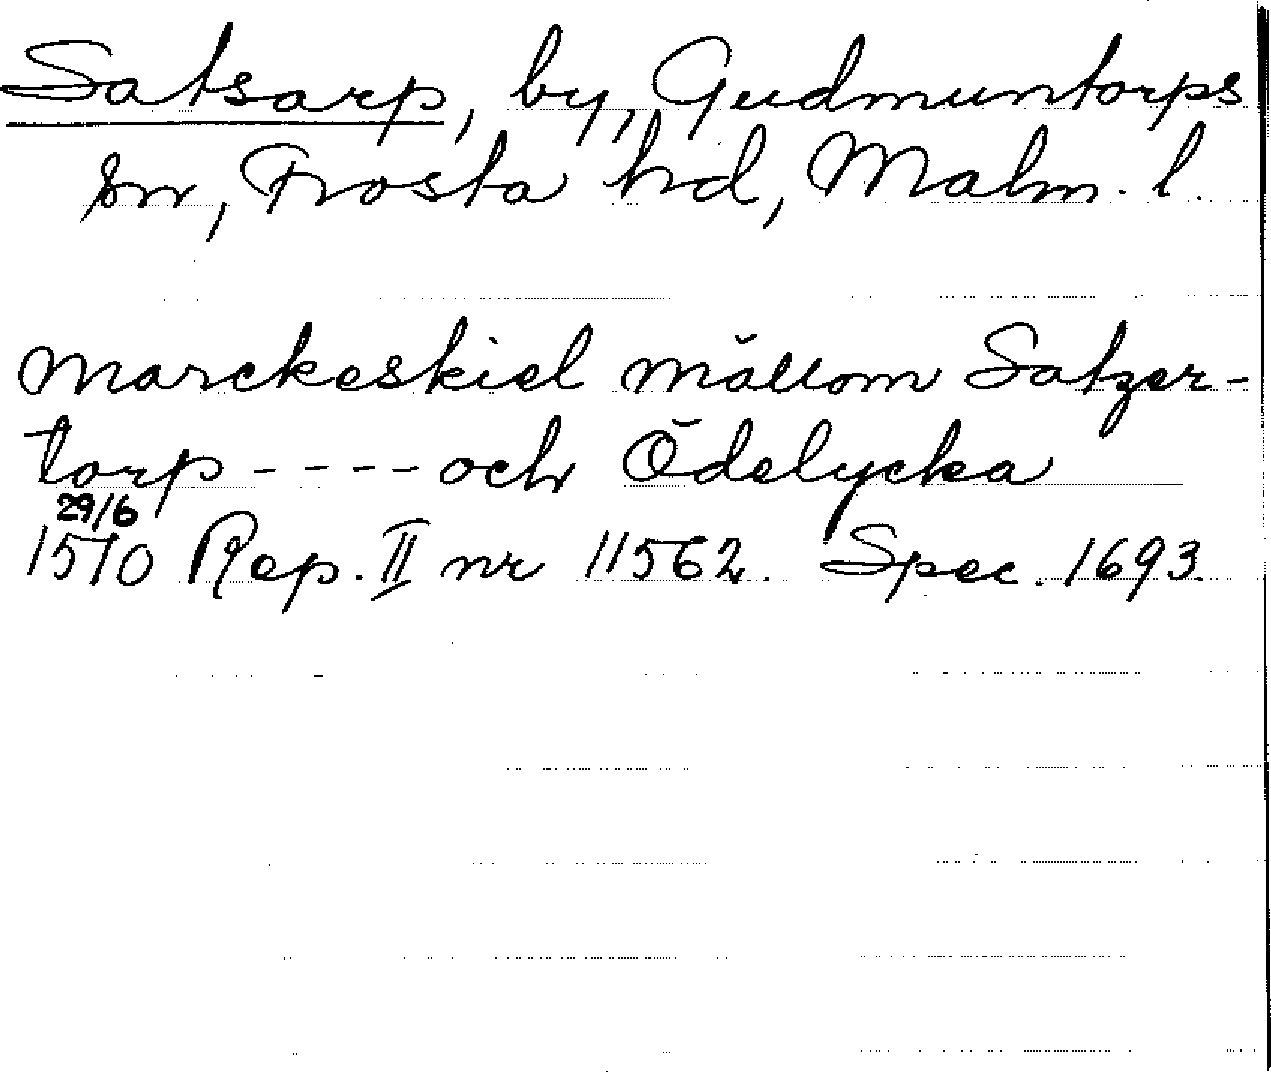 Satsarp, by, Gudmuntorps
sn, Frosta hd, Malm. l.
marckeskiel mällom Satzer-
torp - - - - och Ödelycka
29/6
1510 Rep. II nr 11562. Spec. 1693.